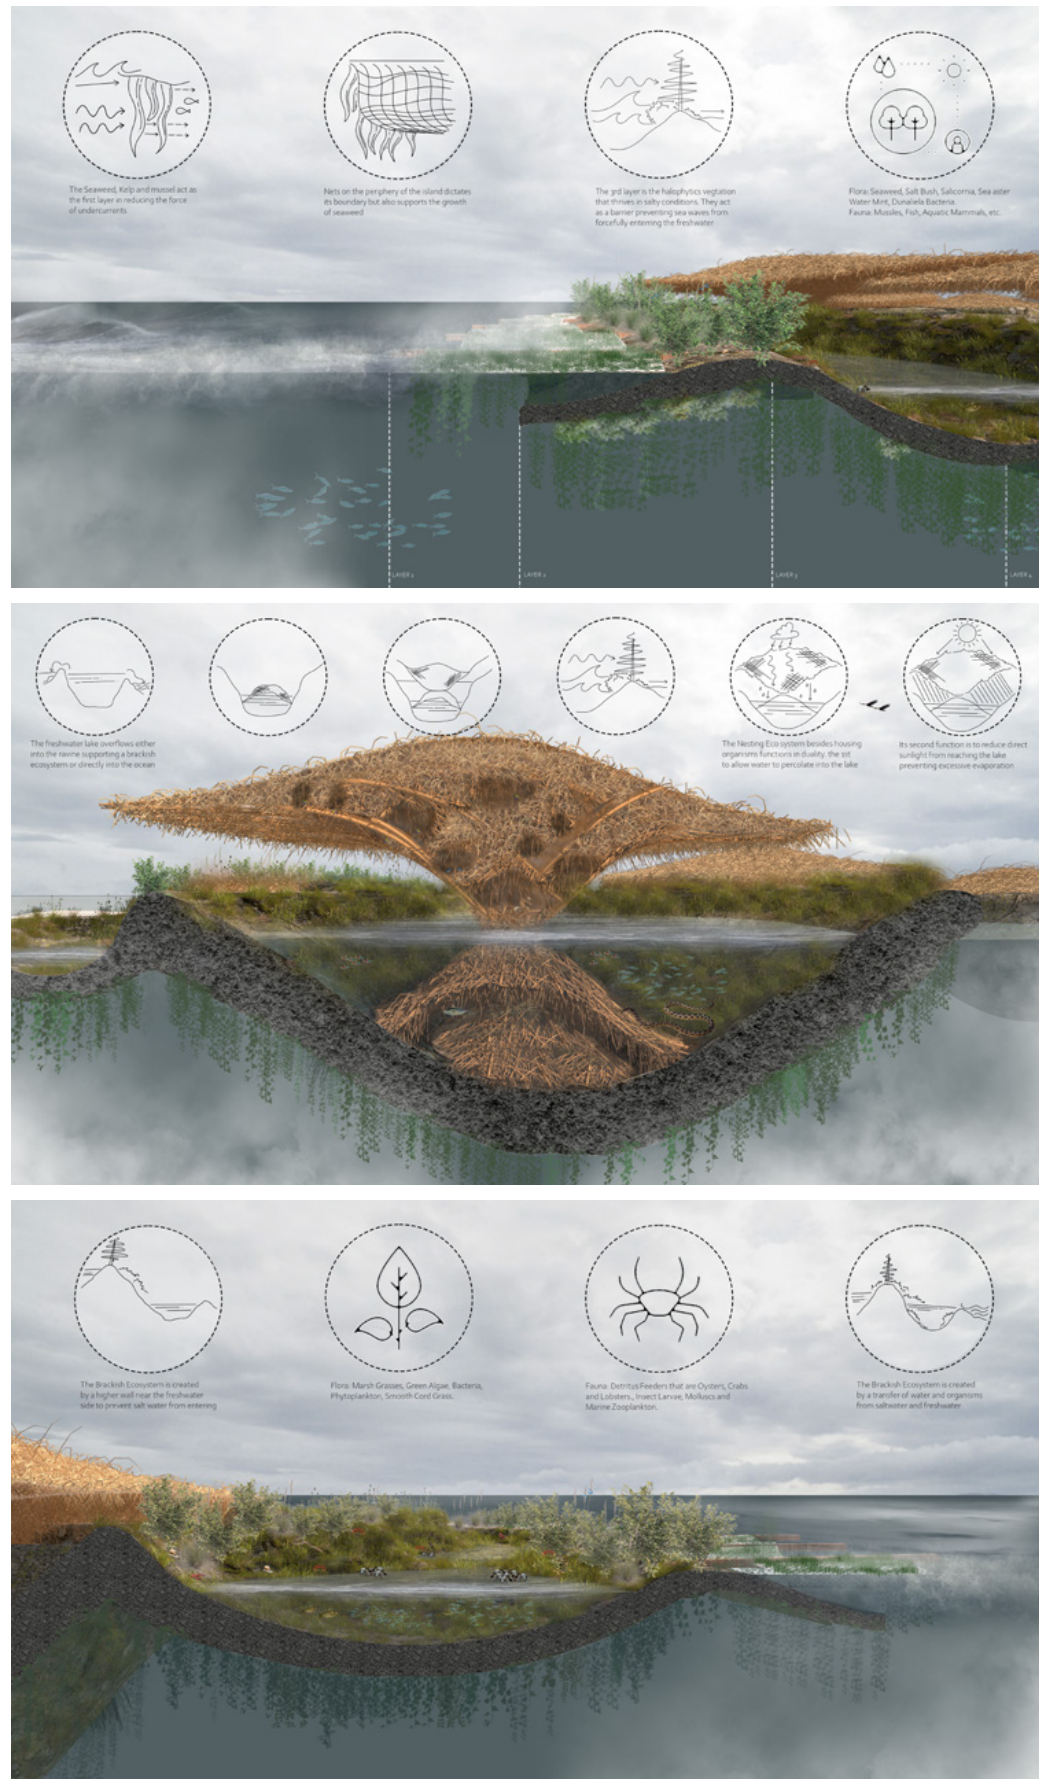 The Seaweed, Kelp and mussel act as
the first layer in reducing the force
of undercurrents
Nets on the periphery of the island dictates
its boundary but also supports the growth
of seaweed
The 3rd layer is the halophytics vegtation
that thrives in salty conditions. They act
as a barrier preventing sea waves from
forcefully enterning the freshwater
Flora: Seaweed, Salt Bush, Salicornia, Sea aster
Water Mint, Dunaliela Bacteria.
Fauna: Mussles, Fish, Aquatic Mammals, etc.
LAYER
LAYER
LAYER 3
LAYER 4
The freshwater lake overflows either
into the ravine supporting a brackish
ecosystem or directly into the ocean
The Nesting Eco system besides housing
organisms functions in duality, the 1st
to allow water to percolate into the lake
Its second function is to reduce direct
sunlight from reaching the lake
preventing excessive evaporation
The Brackish Ecosystem is created
by a higher wall near the freshwater
side to prevent salt water from entering
Flora: Marsh Grasses, Green Algae, Bacteria,
Phytoplankton, Smooth Cord Grass.
Fauna: Detritus Feeders that are Oysters, Crabs
and Lobsters., Insect Larvae, Molluscs and
Marine Zooplankton.
The Brackish Ecosystem is created
by a transfer of water and organisms
from saltwater and freshwater